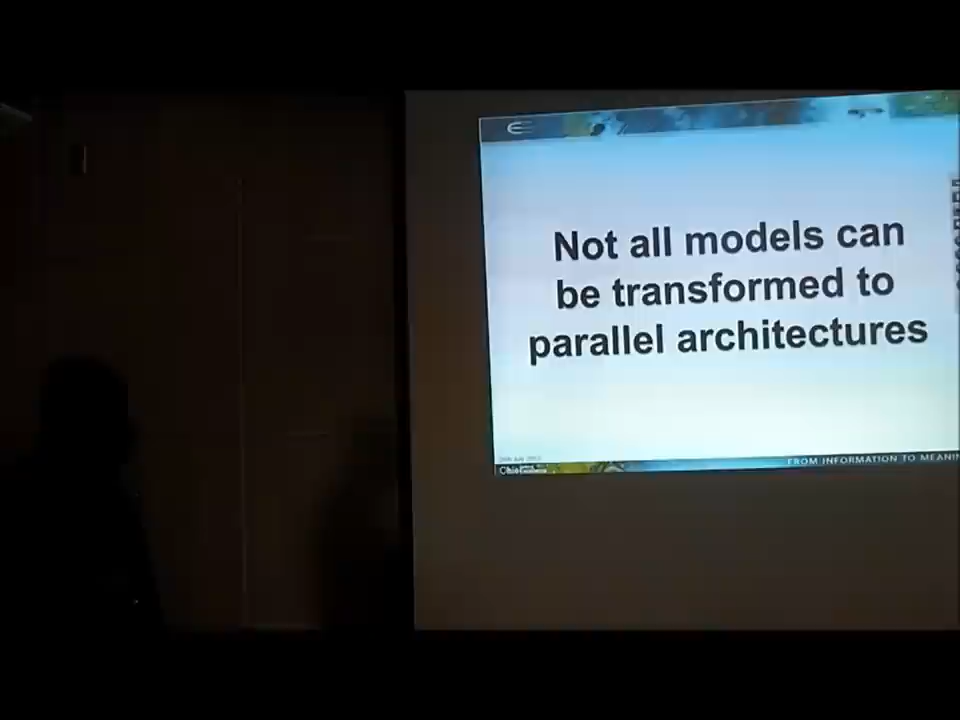 Not all models can
be transformed to
parallel architectures
FROM INFORMATION TO MEANIN